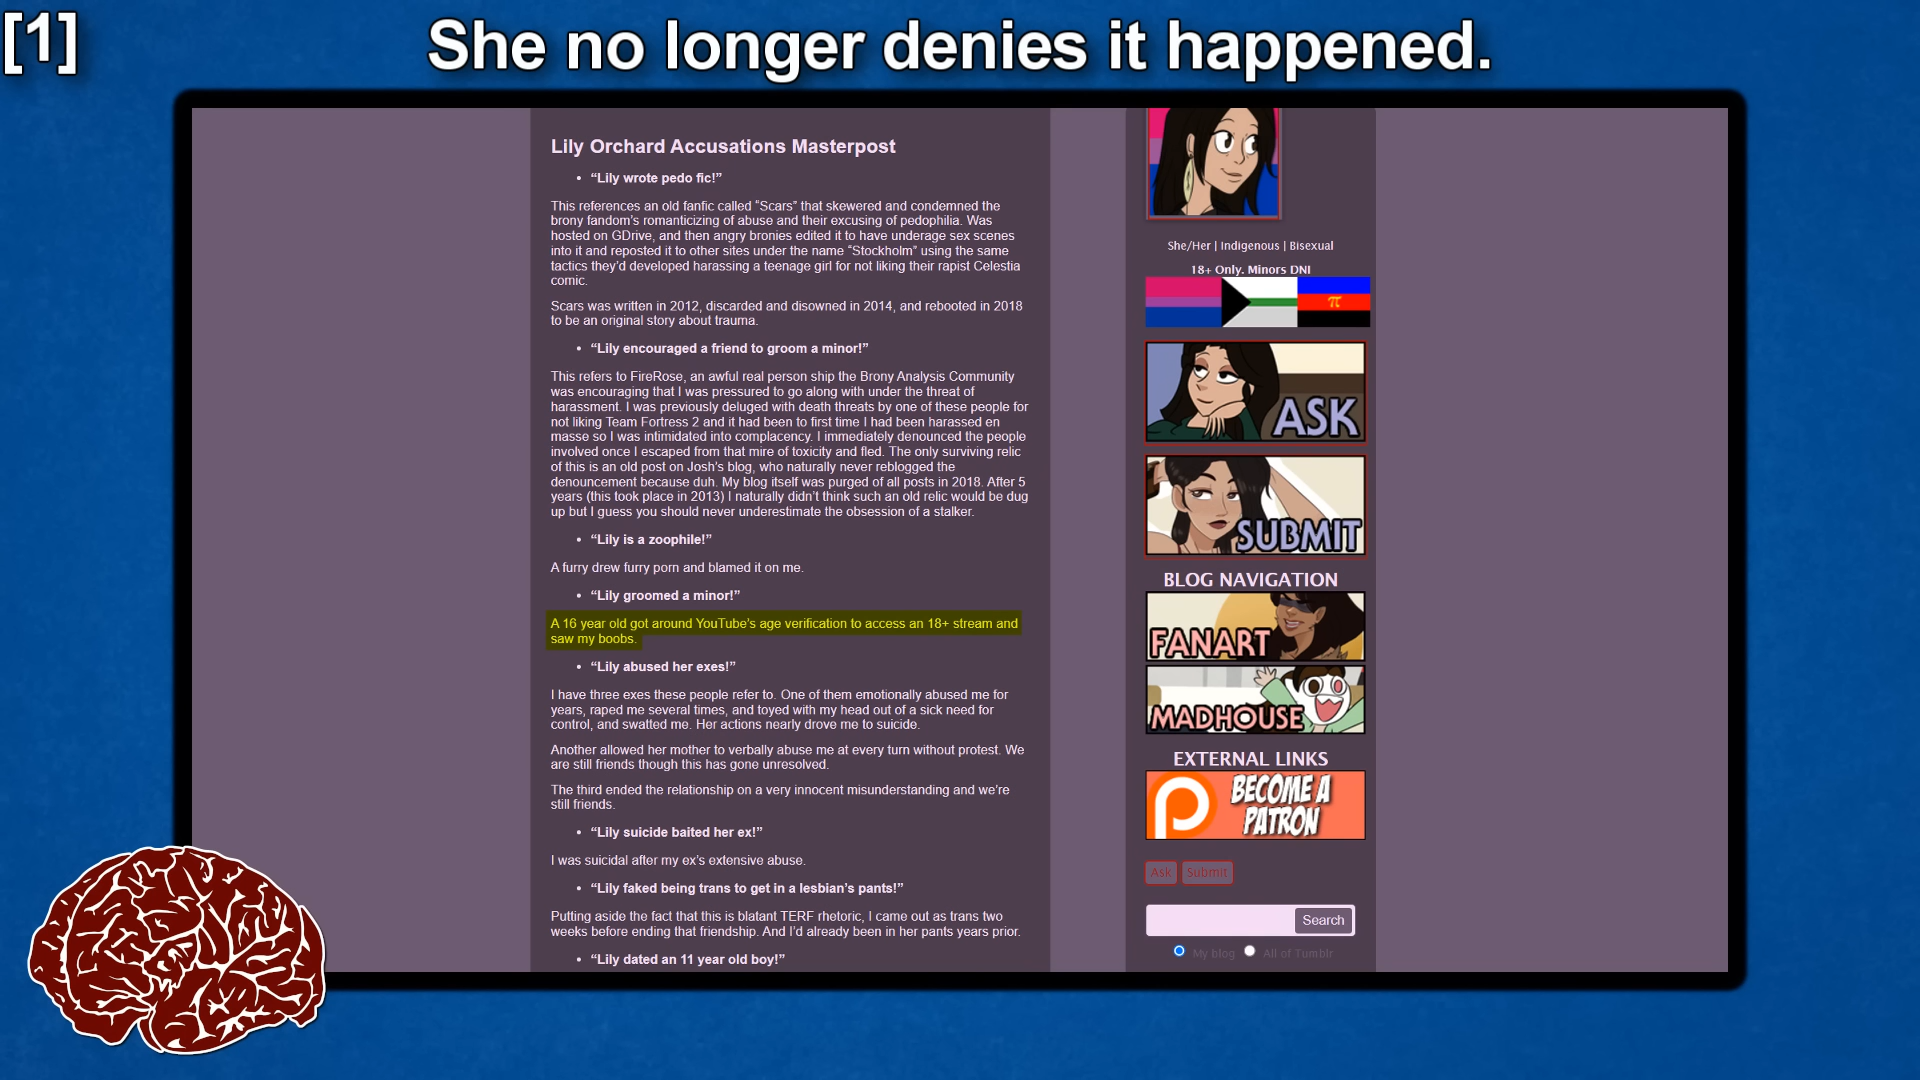 [1]
She no longer denies it happened.
Lily Orchard Accusations Masterpost
• “Lily wrote pedo fic!”
This references an old fanfic called “Scars” that skewered and condemned the
brony fandom’s romanticizing of abuse and their excusing of pedophilia. Was
hosted on GDrive, and then angry bronies edited it to have underage sex scenes
into it and reposted it to other sites under the name “Stockholm” using the same
tactics they’d developed harassing a teenage girl for not liking their rapist Celestia
comic.
Scars was written in 2012, discarded and disowned in 2014, and rebooted in 2018
to be an original story about trauma.
• “Lily encouraged a friend to groom a minor!”
This refers to FireRose, an awful real person ship the Brony Analysis Community
was encouraging that I was pressured to go along with under the threat of
harassment. I was previously deluged with death threats by one of these people for
not liking Team Fortress 2 and it had been to first time I had been harassed en
masse so I was intimidated into complacency. I immediately denounced the people
involved once I escaped from that mire of toxicity and fled. The only surviving relic
of this is an old post on Josh’s blog, who naturally never reblogged the
denouncement because duh. My blog itself was purged of all posts in 2018. After 5
years (this took place in 2013) I naturally didn’t think such an old relic would be dug
up but I guess you should never underestimate the obsession of a stalker.
• “Lily is a zoophile!”
A furry drew furry porn and blamed it on me.
• “Lily groomed a minor!”
A 16 year old got around YouTube’s age verification to access an 18+ stream and
saw my boobs.
• “Lily abused her exes!”
I have three exes these people refer to. One of them emotionally abused me for
years, raped me several times, and toyed with my head out of a sick need for
control, and swatted me. Her actions nearly drove me to suicide.
Another allowed her mother to verbally abuse me at every turn without protest. We
are still friends though this has gone unresolved.
The third ended the relationship on a very innocent misunderstanding and we’re
still friends.
• “Lily suicide baited her ex!”
I was suicidal after my ex’s extensive abuse.
• “Lily faked being trans to get in a lesbian’s pants!”
Putting aside the fact that this is blatant TERF rhetoric, I came out as trans two
weeks before ending that friendship. And I’d already been in her pants years prior.
• “Lily dated an 11 year old boy!”
She/Her | Indigenous | Bisexual
18+ Only. Minors DNI
π
ASK
SUBMIT
BLOG NAVIGATION
FANART
MADHOUSE
EXTERNAL LINKS
BECOME A
PATRON
Ask Submit
Search
My blog All of Tumblr